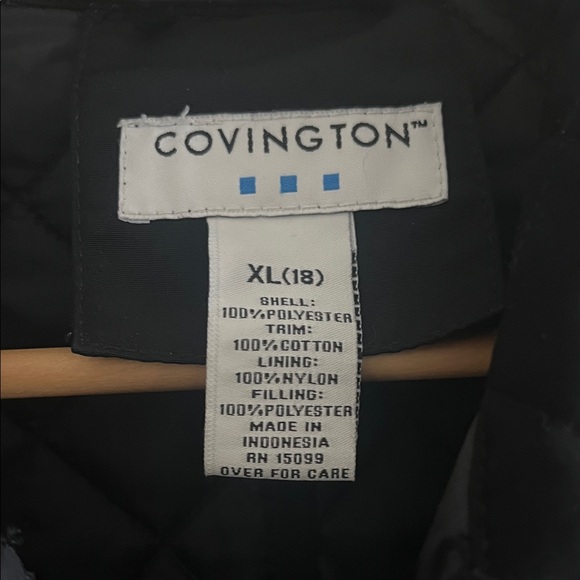 COVINGTON™
XL(18)
SHELL:
100%POLYESTER
TRIM:
100%COTTON
LINING:
100%NYLON
FILLING:
100%POLYESTER
MADE IN
INDONESIA
RN 15099
OVER FOR CARE